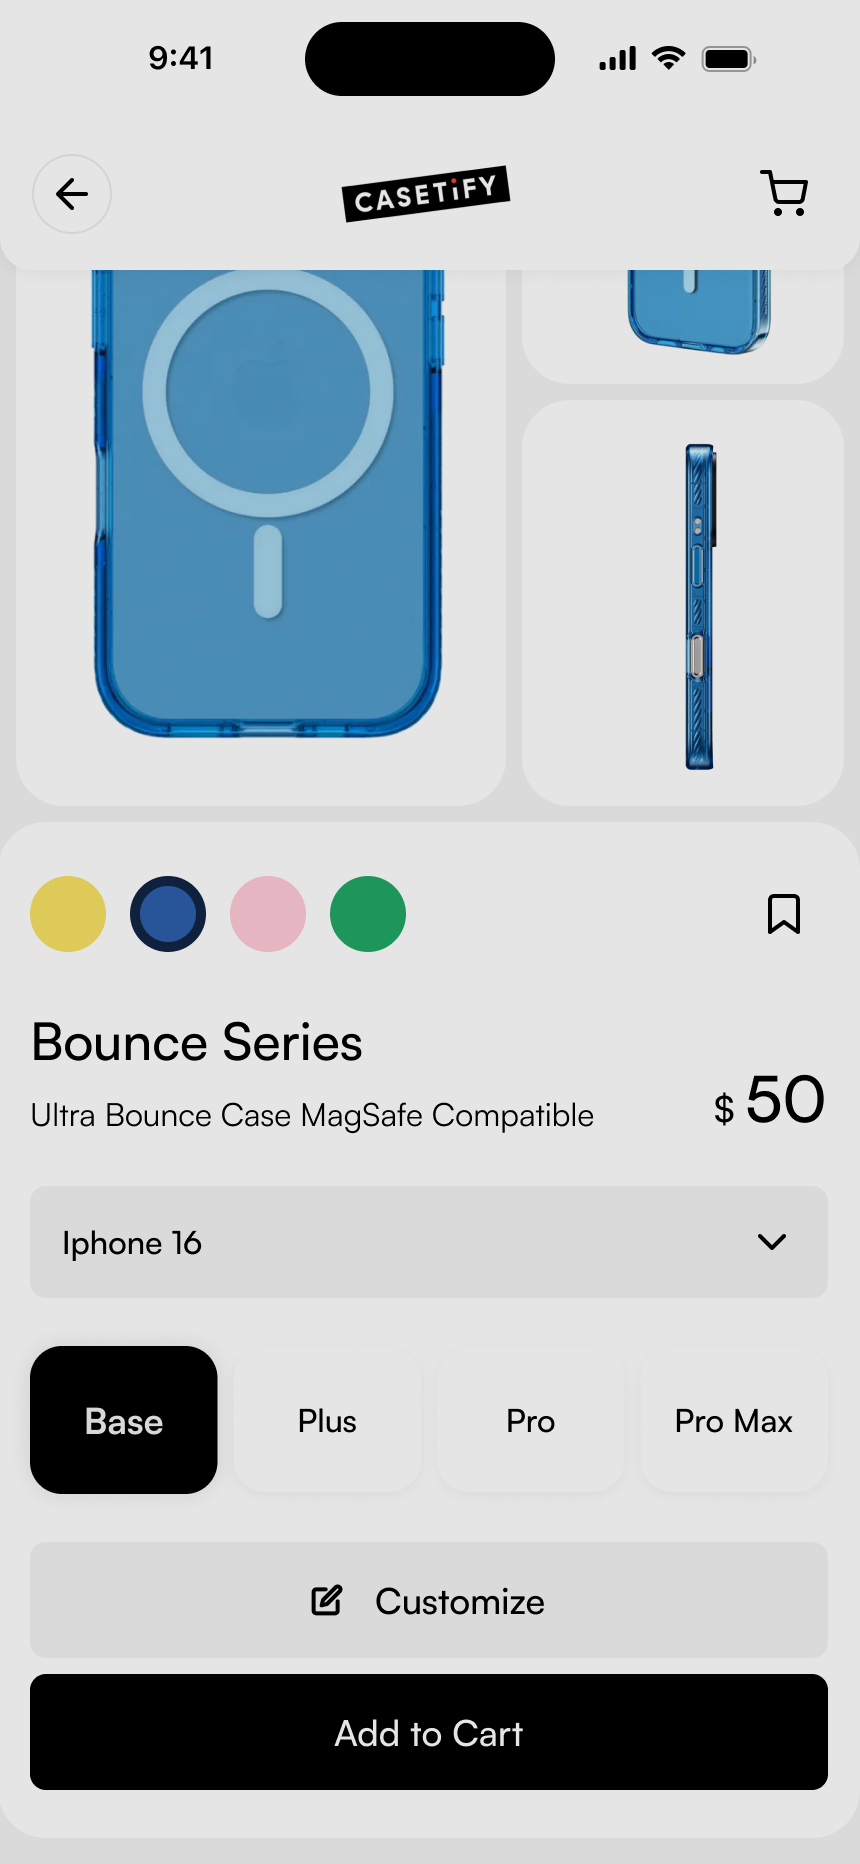 9:41
CASETiFY
Bounce Series
Ultra Bounce Case MagSafe Compatible
$ 50
Iphone 16
Base
Plus
Pro
Pro Max
Customize
Add to Cart